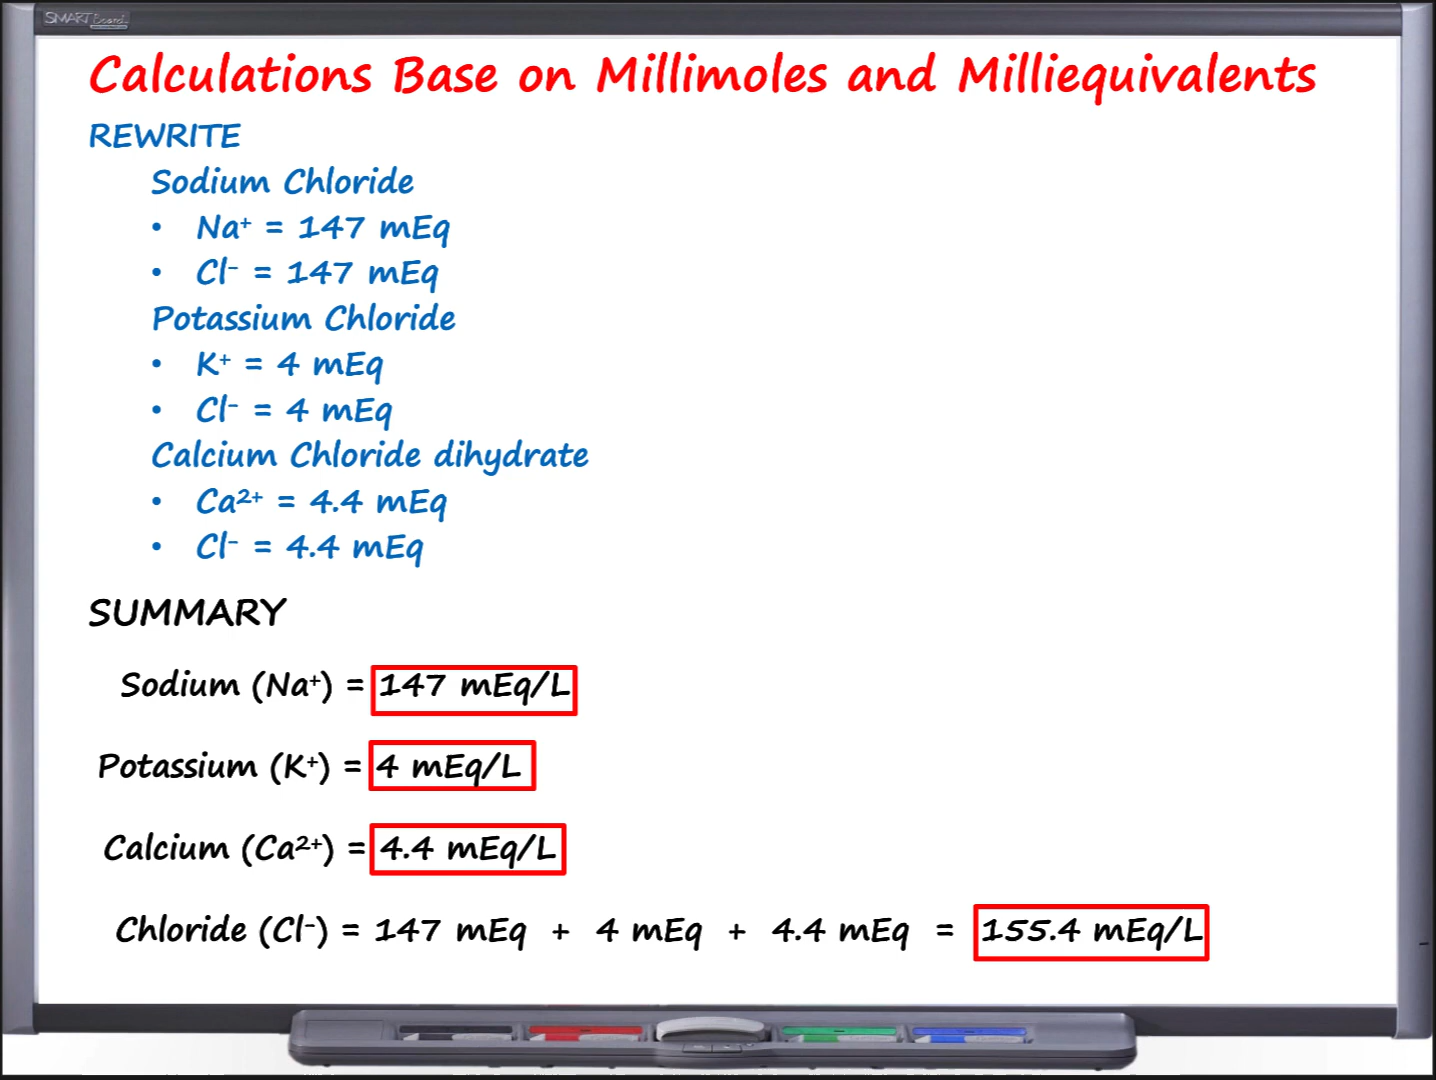 SMART Board
Calculations Base on Millimoles and Milliequivalents
REWRITE
Sodium Chloride
• Na⁺ = 147 mEq
• Cl⁻ = 147 mEq
Potassium Chloride
• K⁺ = 4 mEq
• Cl⁻ = 4 mEq
Calcium Chloride dihydrate
• Ca²⁺ = 4.4 mEq
• Cl⁻ = 4.4 mEq
SUMMARY
Sodium (Na⁺) = 147 mEq/L
Potassium (K⁺) = 4 mEq/L
Calcium (Ca²⁺) = 4.4 mEq/L
Chloride (Cl⁻) = 147 mEq + 4 mEq + 4.4 mEq = 155.4 mEq/L